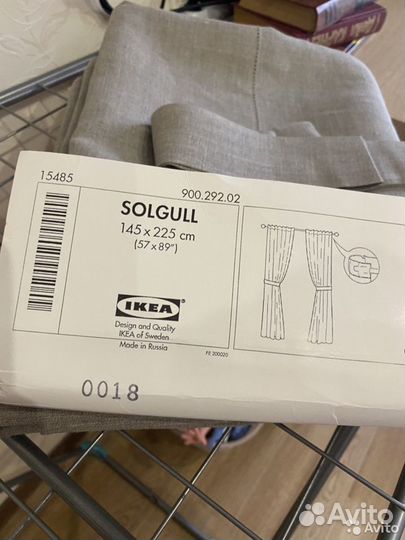 15485
900.292.02
SOLGULL
145 x 225 cm
(57 x 89")
IKEA
Design and Quality
IKEA of Sweden
Made in Russia
FE 200020
0018
Avito
Avito